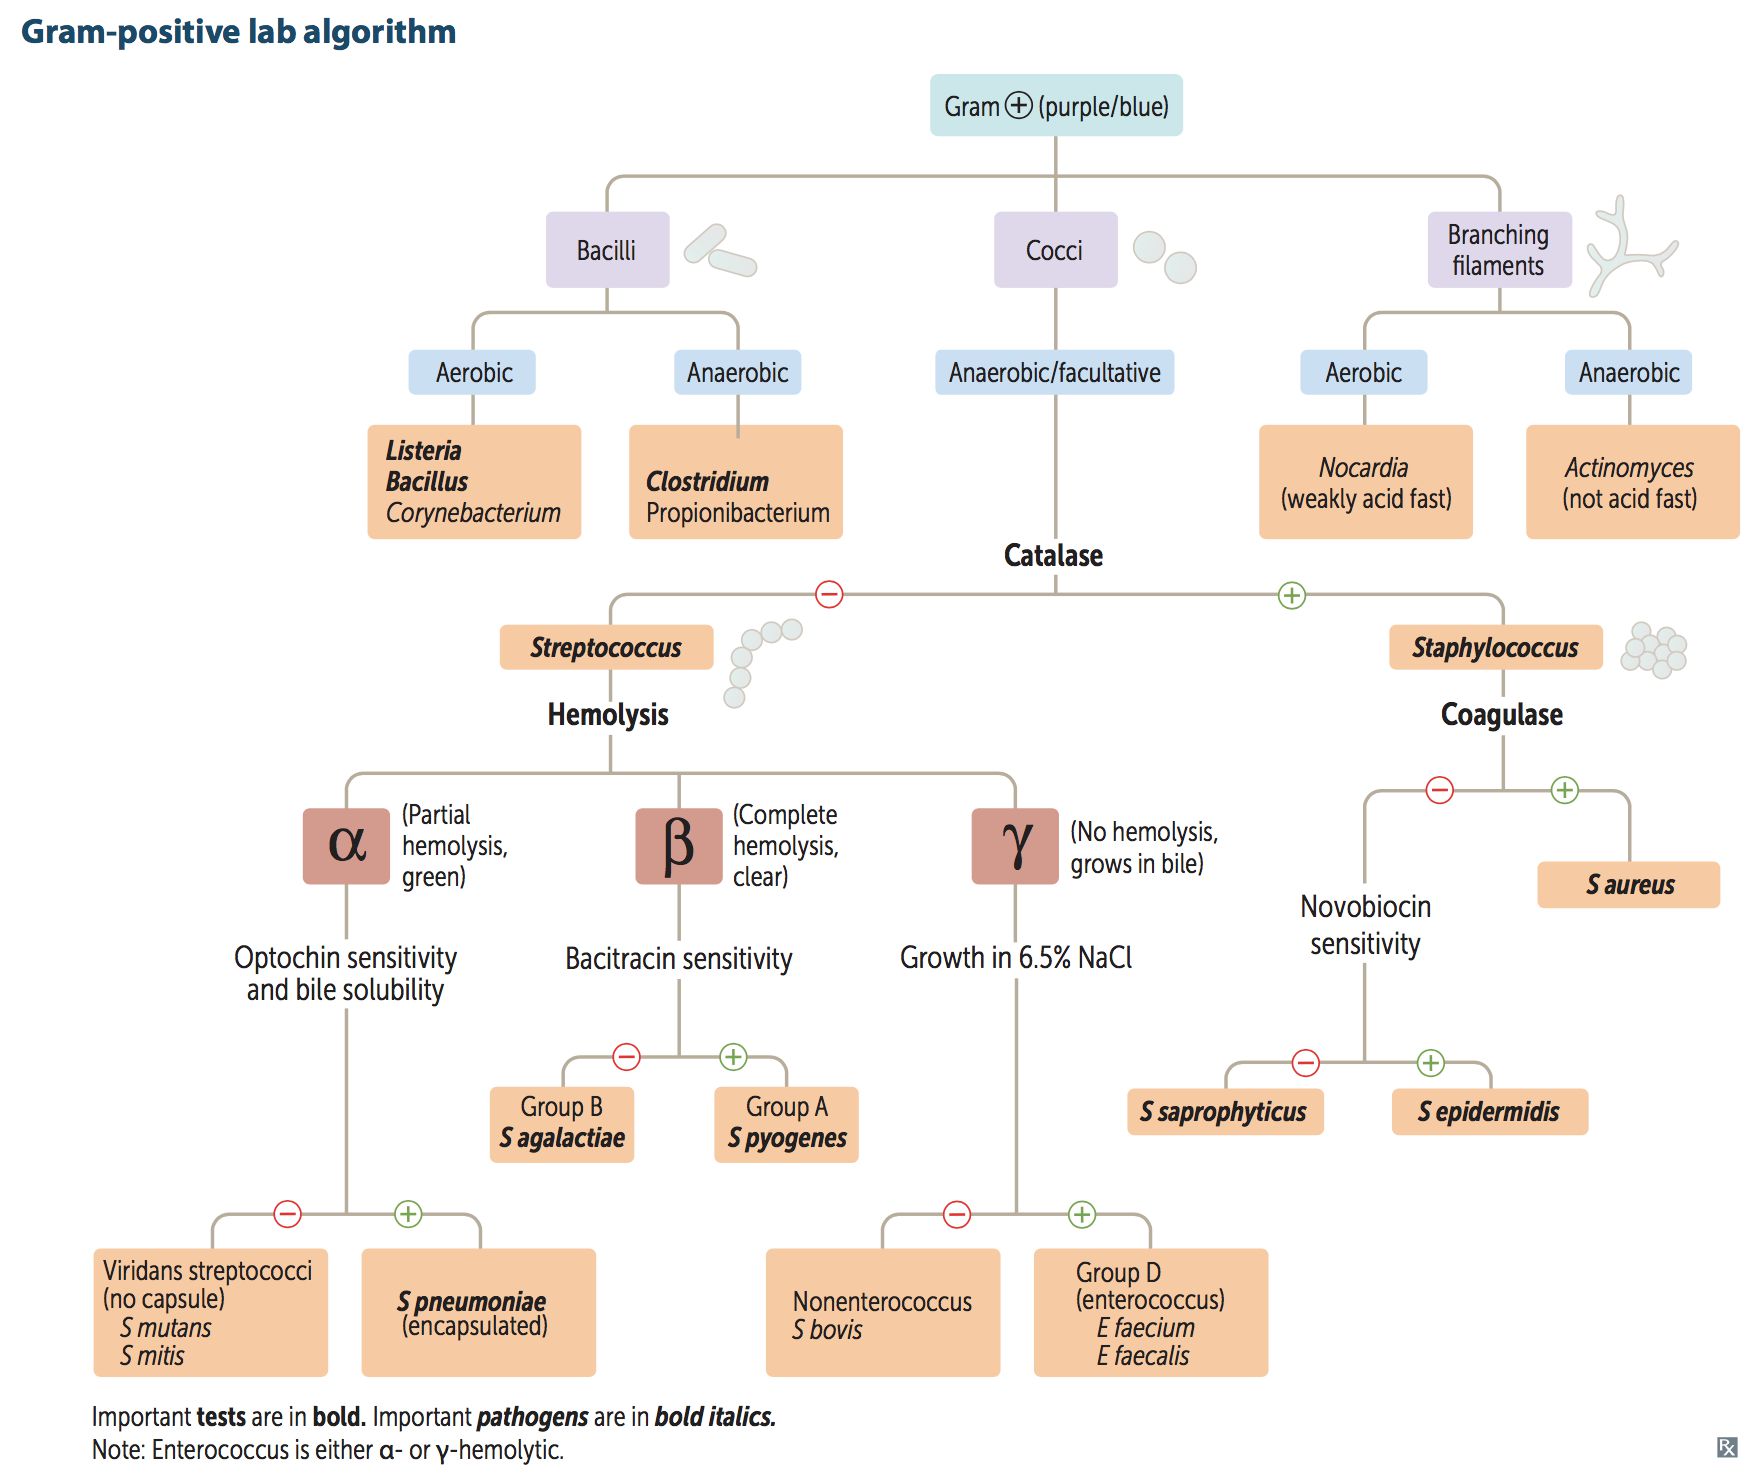 Gram-positive lab algorithm
Gram + (purple/blue)
Bacilli
Cocci
Branching
filaments
Aerobic
Anaerobic
Anaerobic/facultative
Aerobic
Anaerobic
Listeria
Bacillus
Corynebacterium
Clostridium
Propionibacterium
Nocardia
(weakly acid fast)
Actinomyces
(not acid fast)
Catalase
−
+
Streptococcus
Staphylococcus
Hemolysis
Coagulase
−
+
α
(Partial
hemolysis,
green)
β
(Complete
hemolysis,
clear)
γ
(No hemolysis,
grows in bile)
S aureus
Novobiocin
sensitivity
Optochin sensitivity
and bile solubility
Bacitracin sensitivity
Growth in 6.5% NaCl
−
+
−
+
Group B
S agalactiae
Group A
S pyogenes
S saprophyticus
S epidermidis
−
+
−
+
Viridans streptococci
(no capsule)
S mutans
S mitis
S pneumoniae
(encapsulated)
Nonenterococcus
S bovis
Group D
(enterococcus)
E faecium
E faecalis
Important tests are in bold. Important pathogens are in bold italics.
Note: Enterococcus is either α- or γ-hemolytic.
Rx